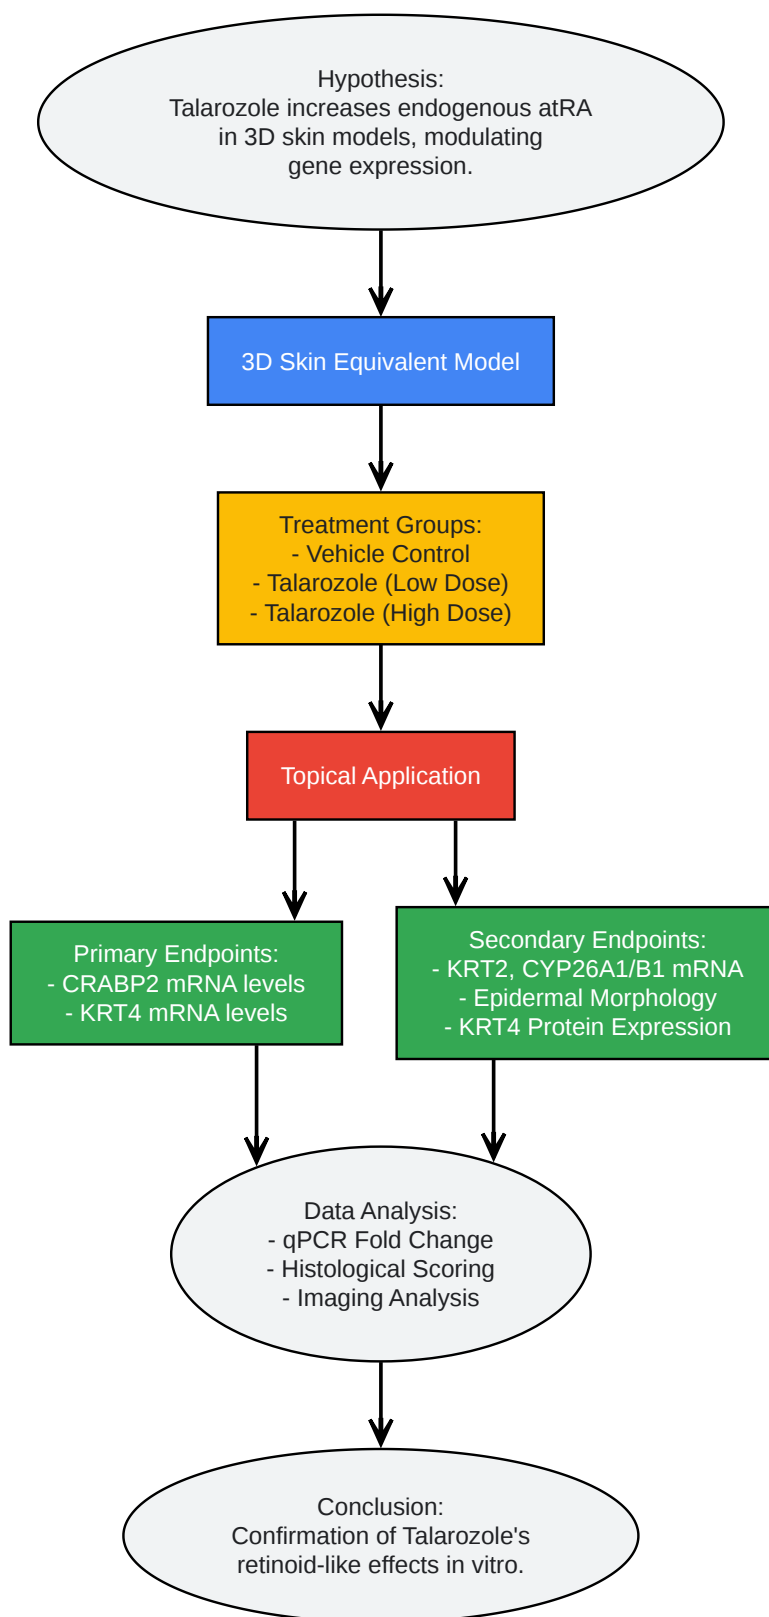 Hypothesis:
Talarozole increases endogenous atRA
in 3D skin models, modulating
gene expression.
3D Skin Equivalent Model
Treatment Groups:
- Vehicle Control
- Talarozole (Low Dose)
- Talarozole (High Dose)
Topical Application
Primary Endpoints:
- CRABP2 mRNA levels
- KRT4 mRNA levels
Secondary Endpoints:
- KRT2, CYP26A1/B1 mRNA
- Epidermal Morphology
- KRT4 Protein Expression
Data Analysis:
- qPCR Fold Change
- Histological Scoring
- Imaging Analysis
Conclusion:
Confirmation of Talarozole's
retinoid-like effects in vitro.